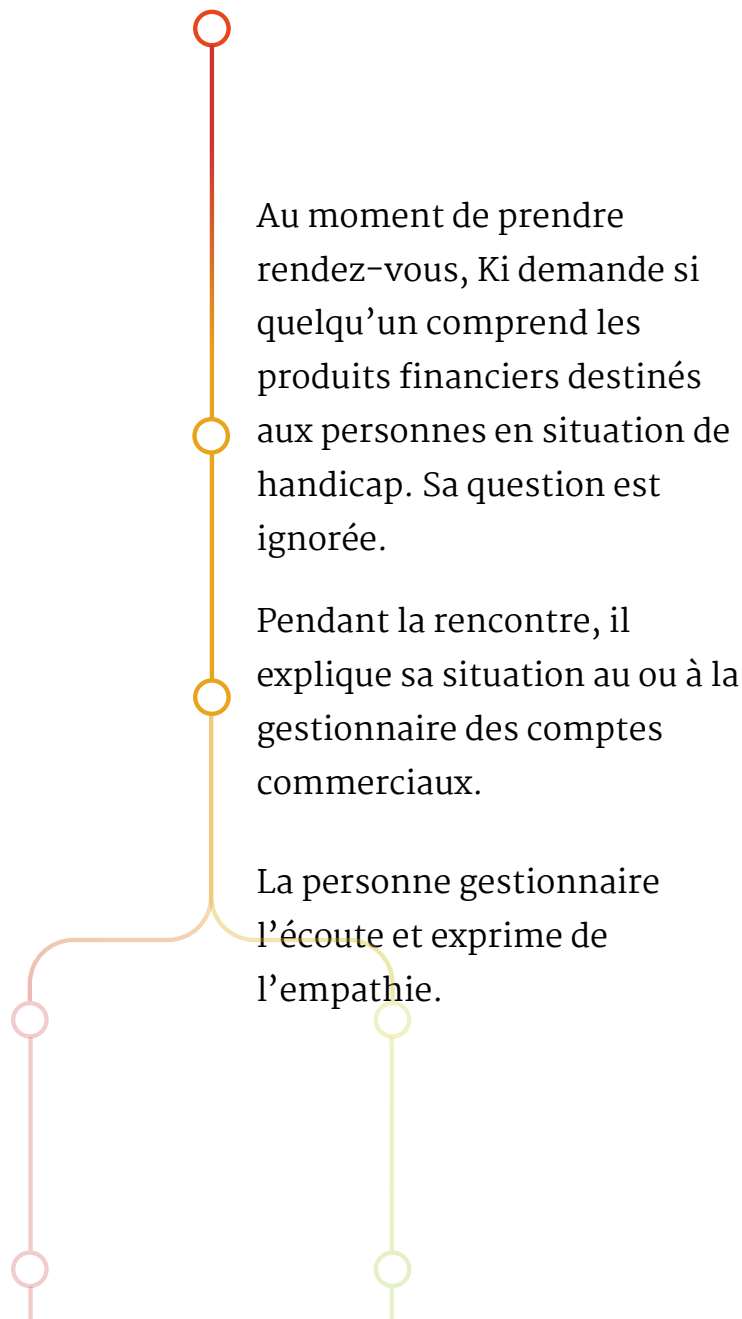 Au moment de prendre
rendez-vous, Ki demande si
quelqu’un comprend les
produits financiers destinés
aux personnes en situation de
handicap. Sa question est
ignorée.
Pendant la rencontre, il
explique sa situation au ou à la
gestionnaire des comptes
commerciaux.
La personne gestionnaire
l’écoute et exprime de
l’empathie.